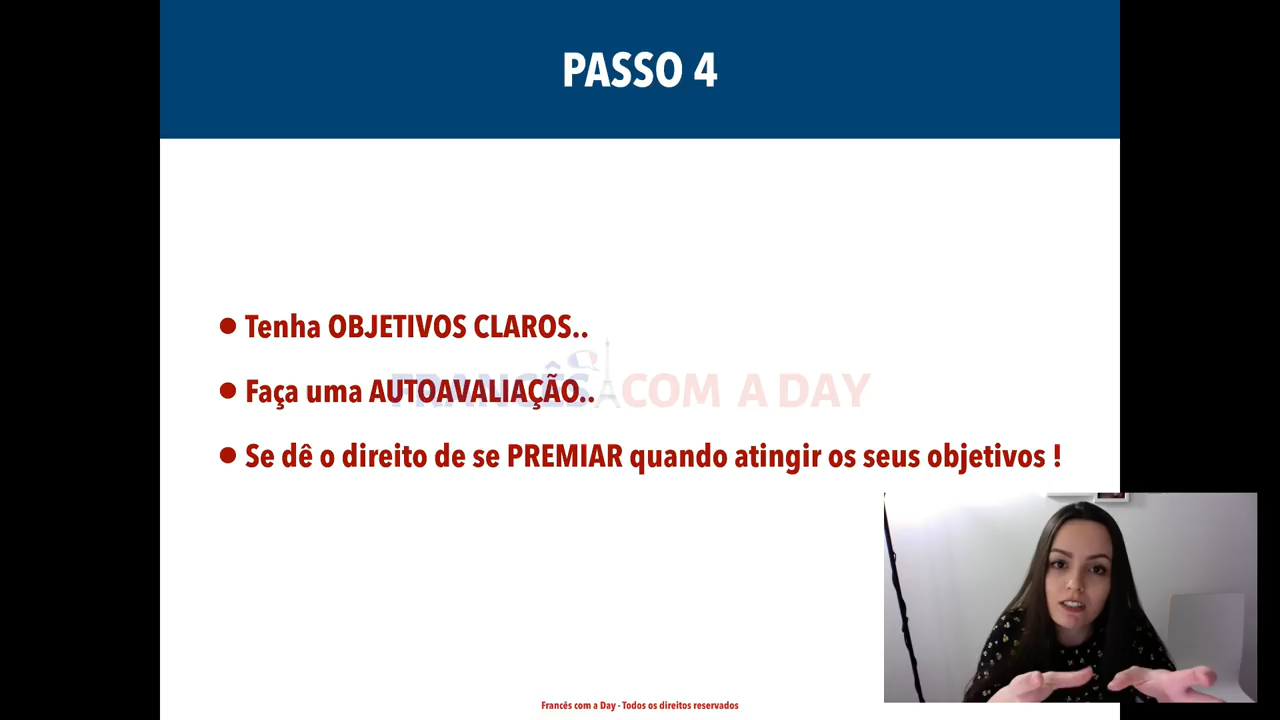 PASSO 4
• Tenha OBJETIVOS CLAROS..
• Faça uma AUTOAVALIAÇÃO..
FRANCÊS COM A DAY
• Se dê o direito de se PREMIAR quando atingir os seus objetivos !
Francês com a Day - Todos os direitos reservados